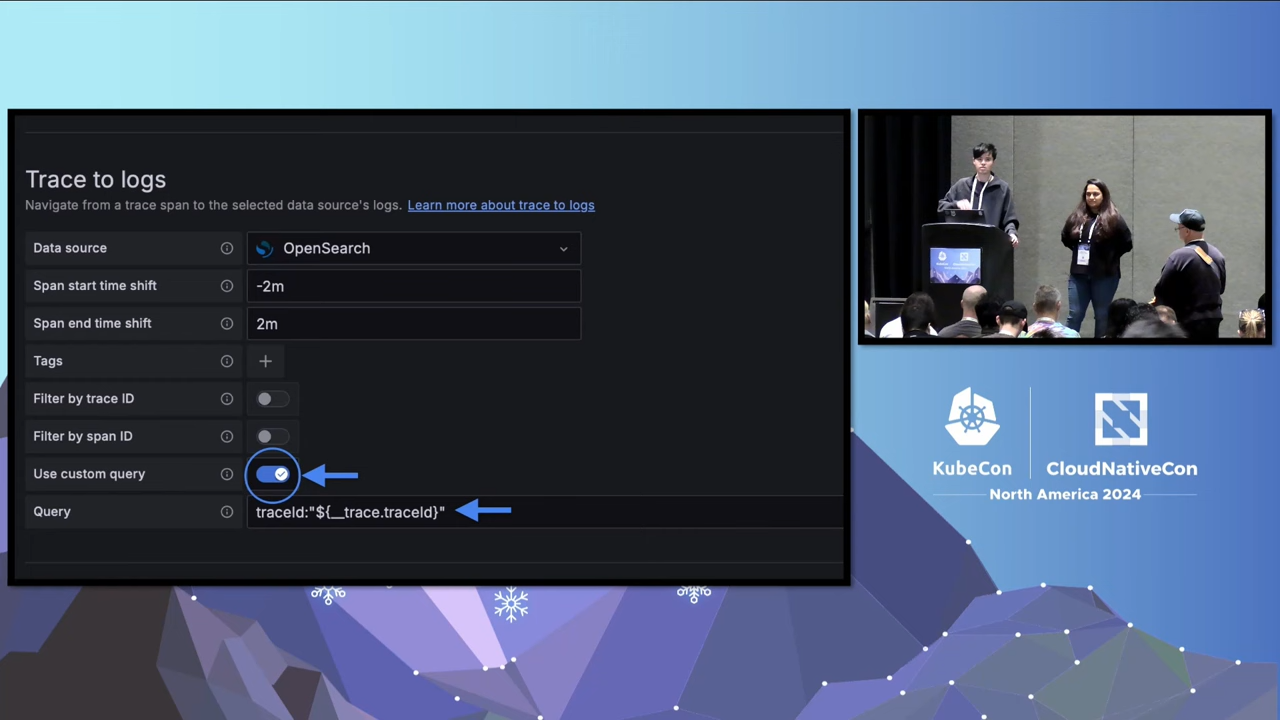 Trace to logs
Navigate from a trace span to the selected data source's logs. Learn more about trace to logs
Data source
OpenSearch
Span start time shift
-2m
Span end time shift
2m
Tags
Filter by trace ID
Filter by span ID
Use custom query
Query
traceId:"${__trace.traceId}"
KubeCon
CloudNativeCon
North America 2024